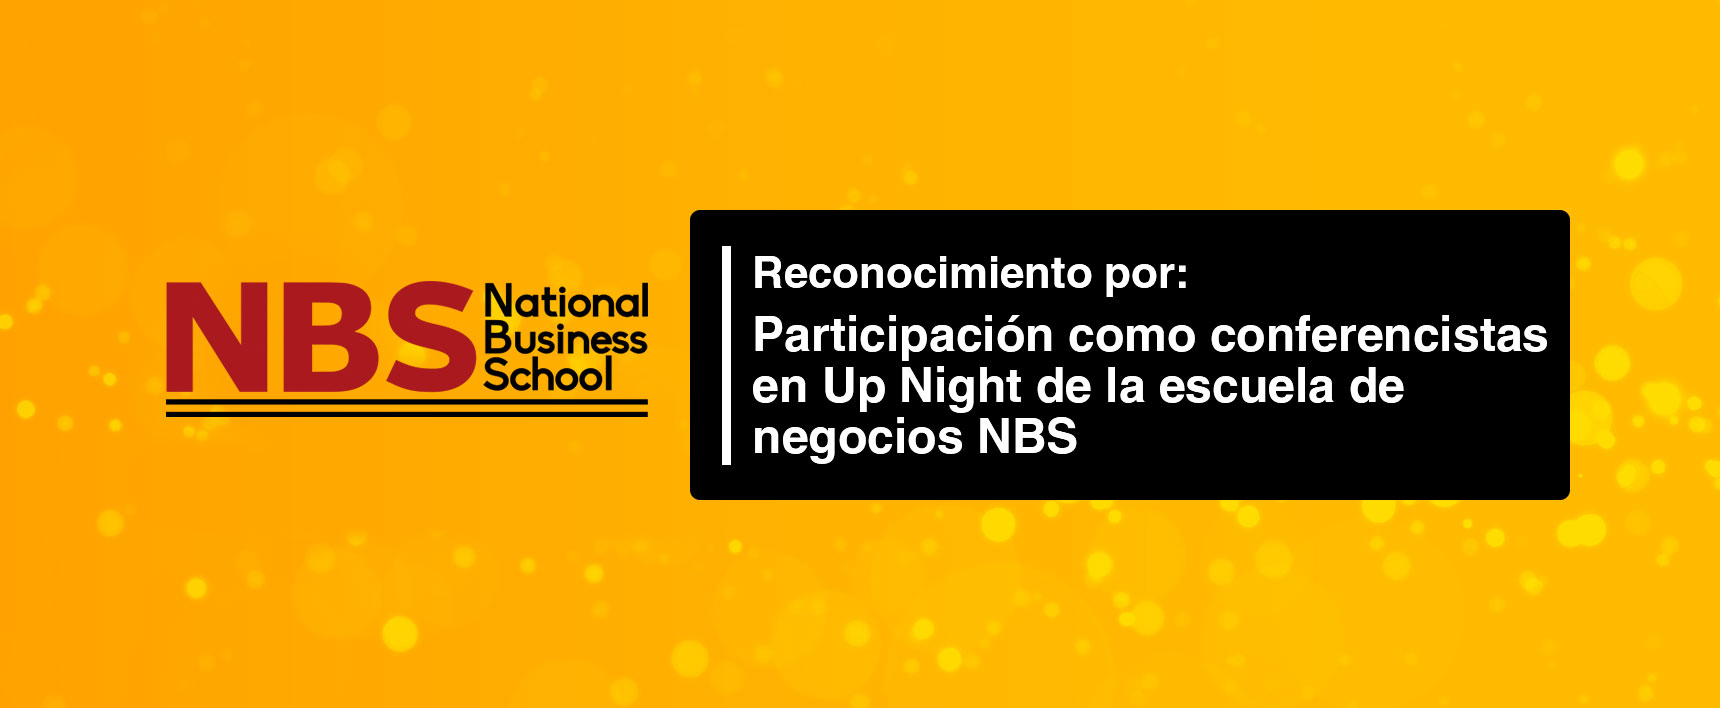 NBS
National
Business
School
Reconocimiento por:
Participación como conferencistas
en Up Night de la escuela de
negocios NBS